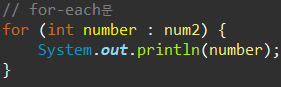 // for-each문
for (int number : num2) {
    System.out.println(number);
}